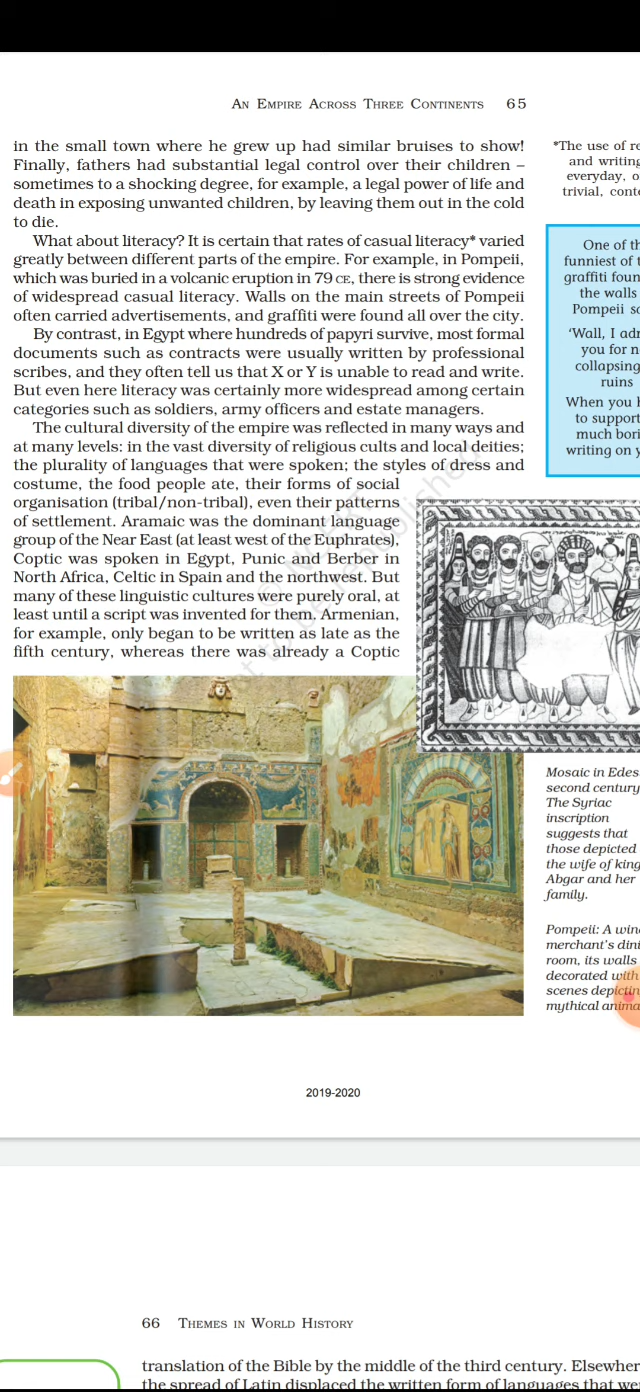 AN EMPIRE ACROSS THREE CONTINENTS 65
in the small town where he grew up had similar bruises to show!
Finally, fathers had substantial legal control over their children –
sometimes to a shocking degree, for example, a legal power of life and
death in exposing unwanted children, by leaving them out in the cold
to die.
What about literacy? It is certain that rates of casual literacy* varied
greatly between different parts of the empire. For example, in Pompeii,
which was buried in a volcanic eruption in 79 CE, there is strong evidence
of widespread casual literacy. Walls on the main streets of Pompeii
often carried advertisements, and graffiti were found all over the city.
By contrast, in Egypt where hundreds of papyri survive, most formal
documents such as contracts were usually written by professional
scribes, and they often tell us that X or Y is unable to read and write.
But even here literacy was certainly more widespread among certain
categories such as soldiers, army officers and estate managers.
The cultural diversity of the empire was reflected in many ways and
at many levels: in the vast diversity of religious cults and local deities;
the plurality of languages that were spoken; the styles of dress and
costume, the food people ate, their forms of social
organisation (tribal/non-tribal), even their patterns
of settlement. Aramaic was the dominant language
group of the Near East (at least west of the Euphrates),
Coptic was spoken in Egypt, Punic and Berber in
North Africa, Celtic in Spain and the northwest. But
many of these linguistic cultures were purely oral, at
least until a script was invented for them. Armenian,
for example, only began to be written as late as the
fifth century, whereas there was already a Coptic
*The use of re
and writing
everyday, o
trivial, conte
One of th
funniest of t
graffiti foun
the walls
Pompeii sa
‘Wall, I adr
you for n
collapsing
ruins
When you h
to support
much bori
writing on y
Mosaic in Edes
second century
The Syriac
inscription
suggests that
those depicted
the wife of king
Abgar and her
family.
Pompeii: A wine
merchant's dini
room, its walls
decorated with
scenes depictin
mythical anima
2019-2020
66 THEMES IN WORLD HISTORY
translation of the Bible by the middle of the third century. Elsewher
the spread of Latin displaced the written form of languages that we